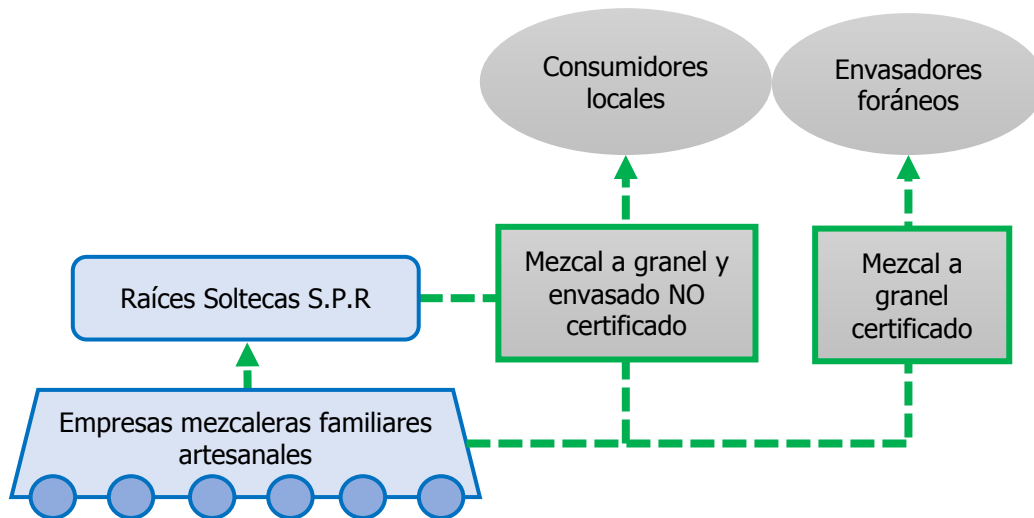 Consumidores
locales
Envasadores
foráneos
Mezcal a granel y
envasado NO
certificado
Mezcal a
granel
certificado
Raíces Soltecas S.P.R
Empresas mezcaleras familiares
artesanales